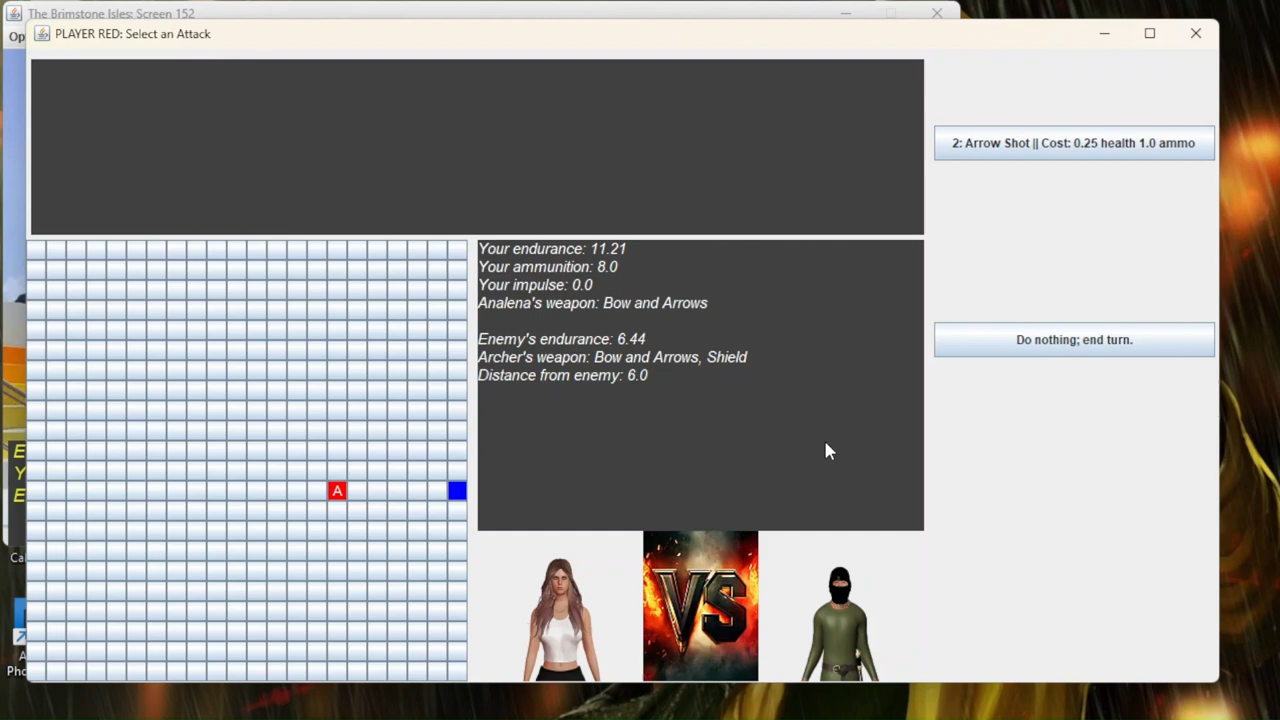 The Brimstone Isles: Screen 152
Op
PLAYER RED: Select an Attack
2: Arrow Shot || Cost: 0.25 health 1.0 ammo
Your endurance: 11.21
Your ammunition: 8.0
Your impulse: 0.0
Analena's weapon: Bow and Arrows
Enemy's endurance: 6.44
Archer's weapon: Bow and Arrows, Shield
Distance from enemy: 6.0
Do nothing; end turn.
E
Y
E
A
Ca
VS
A
Pho